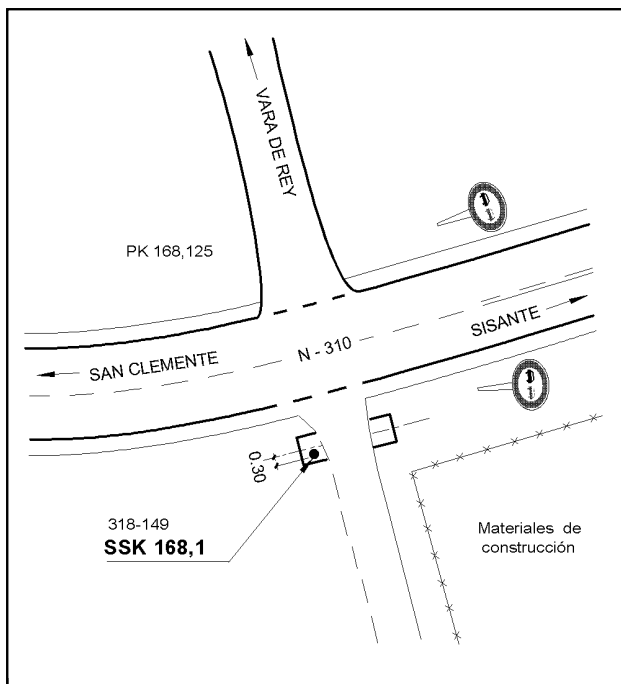 VARA DE REY
PK 168,125
SAN CLEMENTE
N - 310
SISANTE
0.30
318-149
SSK 168,1
Materiales de
construcción